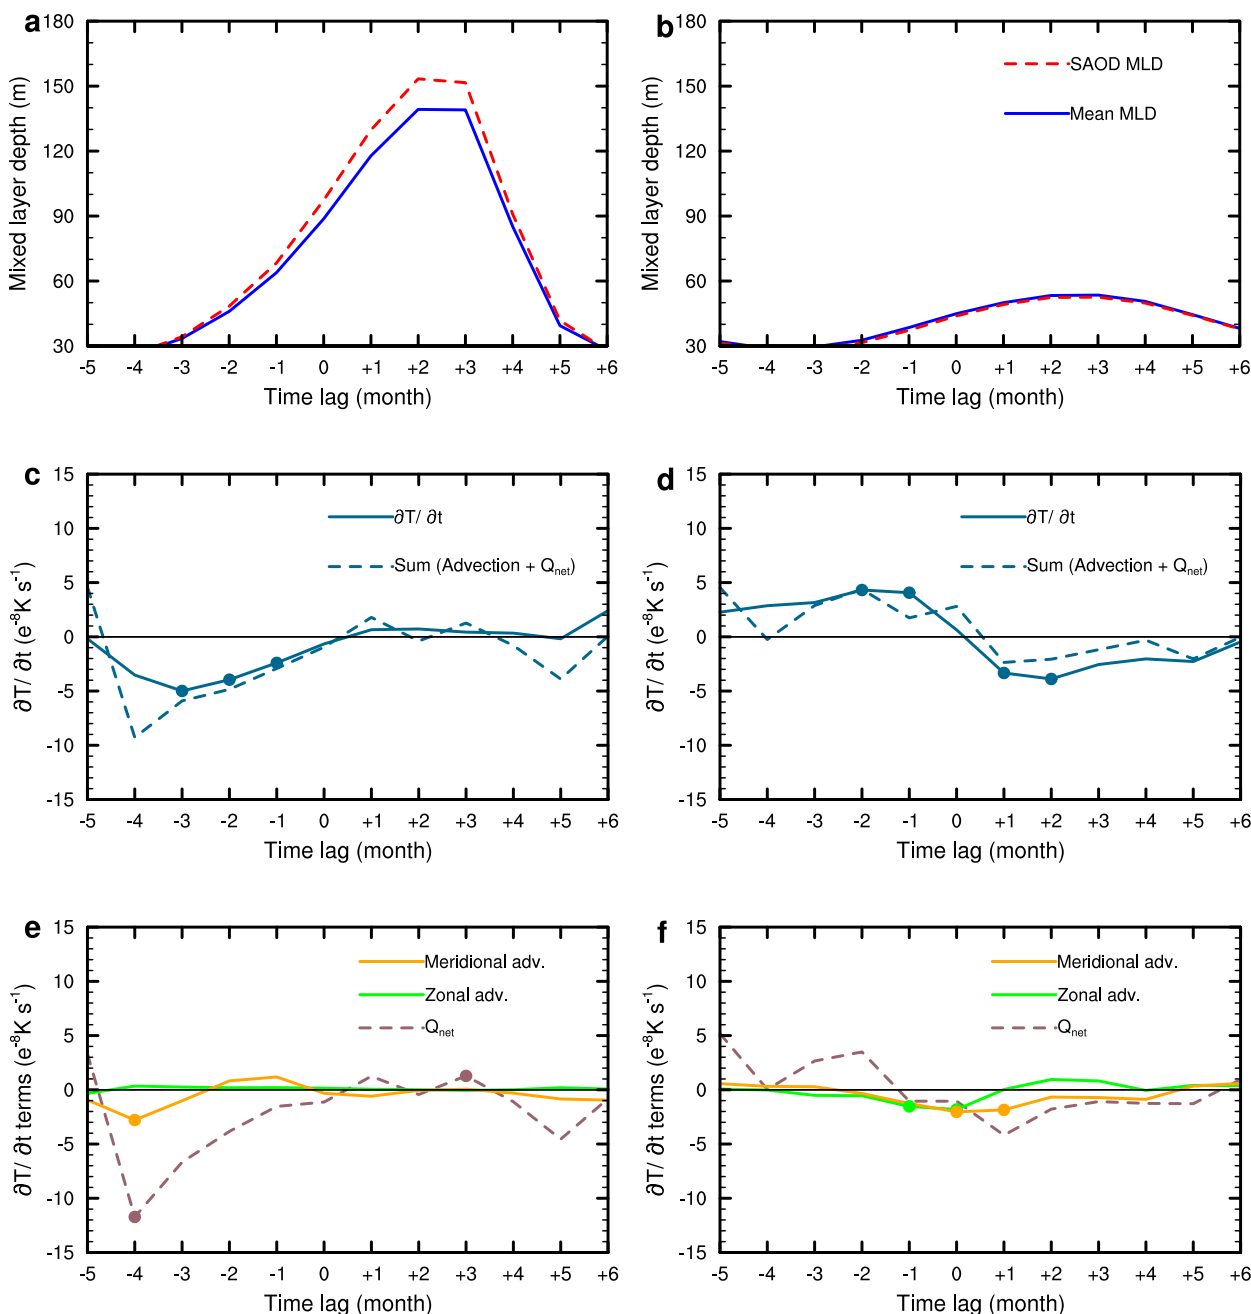 a
180
150
120
90
60
30
Mixed layer depth (m)
-5 -4 -3 -2 -1 0 +1 +2 +3 +4 +5 +6
Time lag (month)
b
180
150
120
90
60
30
Mixed layer depth (m)
SAOD MLD
Mean MLD
-5 -4 -3 -2 -1 0 +1 +2 +3 +4 +5 +6
Time lag (month)
c
15
10
5
0
-5
-10
-15
∂T/ ∂t (e⁻⁸K s⁻¹)
∂T/ ∂t
Sum (Advection + Qnet)
-5 -4 -3 -2 -1 0 +1 +2 +3 +4 +5 +6
Time lag (month)
d
15
10
5
0
-5
-10
-15
∂T/ ∂t (e⁻⁸K s⁻¹)
∂T/ ∂t
Sum (Advection + Qnet)
-5 -4 -3 -2 -1 0 +1 +2 +3 +4 +5 +6
Time lag (month)
e
15
10
5
0
-5
-10
-15
∂T/ ∂t terms (e⁻⁸K s⁻¹)
Meridional adv.
Zonal adv.
Qnet
-5 -4 -3 -2 -1 0 +1 +2 +3 +4 +5 +6
Time lag (month)
f
15
10
5
0
-5
-10
-15
∂T/ ∂t terms (e⁻⁸K s⁻¹)
Meridional adv.
Zonal adv.
Qnet
-5 -4 -3 -2 -1 0 +1 +2 +3 +4 +5 +6
Time lag (month)